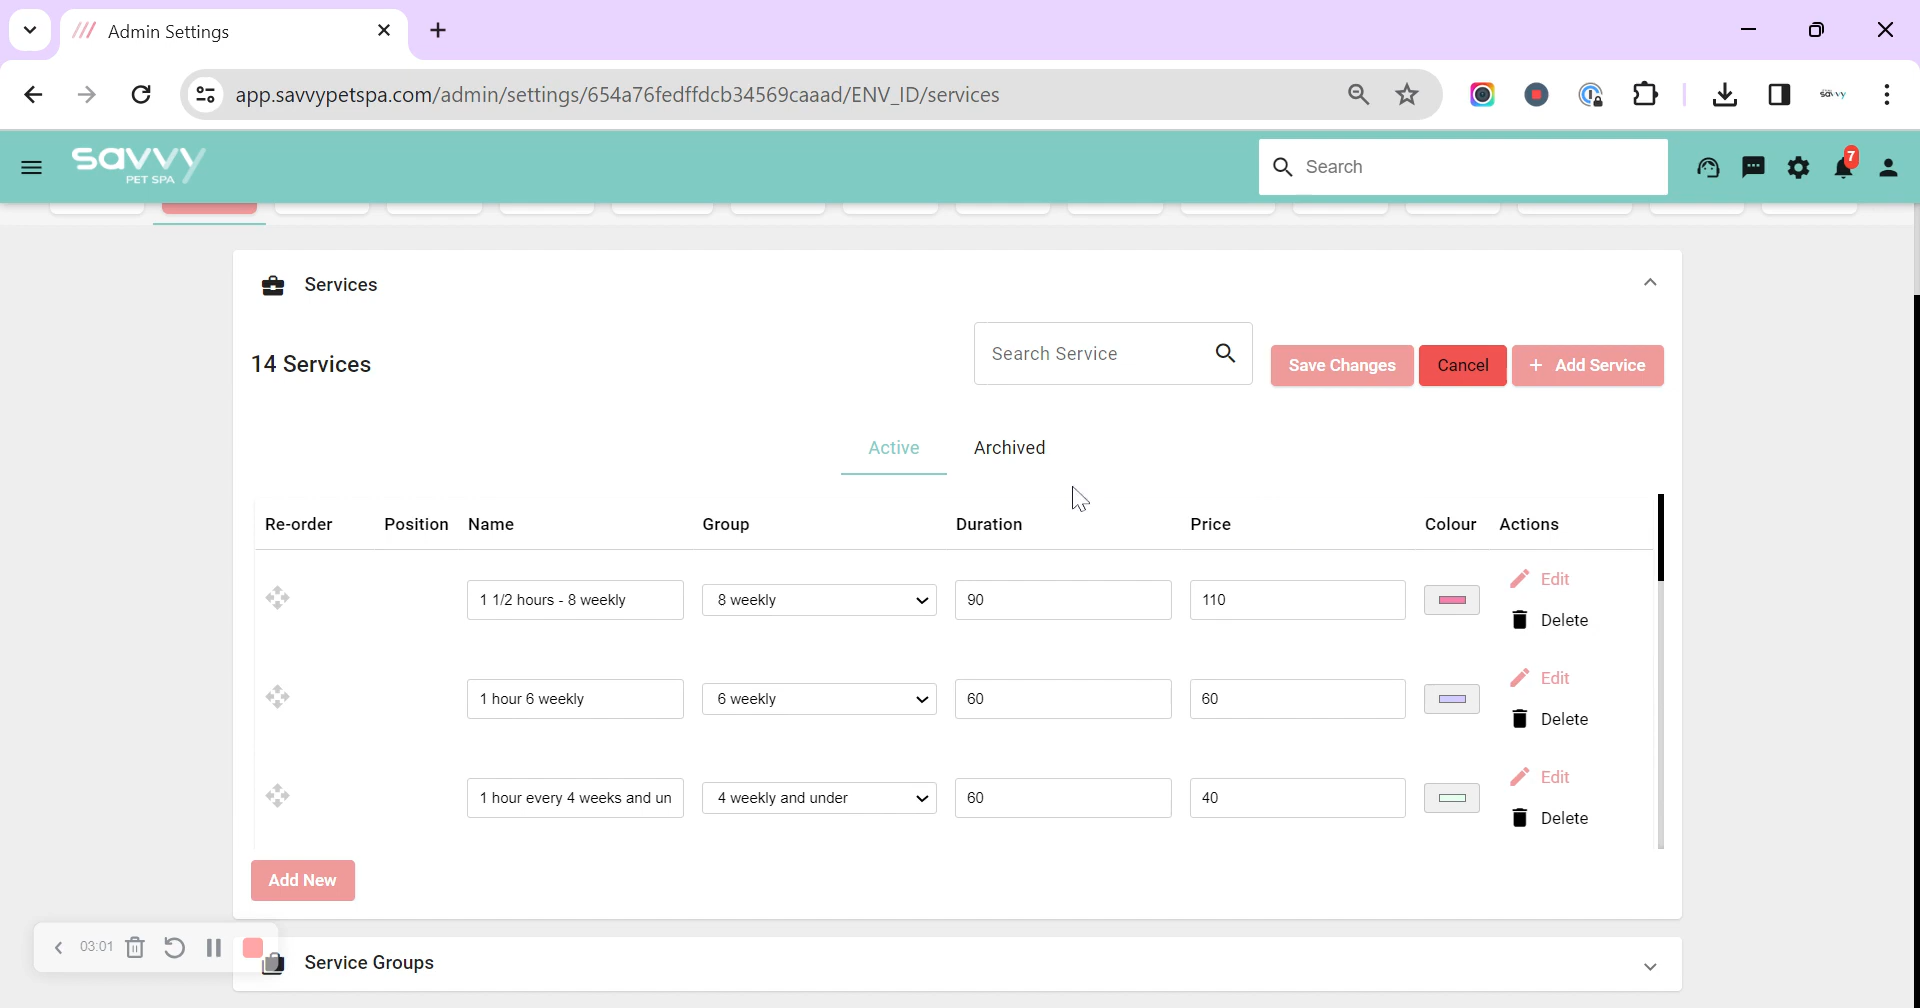 Admin Settings
app.savvypetspa.com/admin/settings/654a76fedffdcb34569caaad/ENV_ID/services
savvy
savvy
PET SPA
Search
7
Services
14 Services
Search Service
Save Changes
Cancel
+ Add Service
Active
Archived
Re-order Position Name Group Duration Price Colour Actions
1 1/2 hours - 8 weekly 8 weekly 90 110 Edit
Delete
1 hour 6 weekly 6 weekly 60 60 Edit
Delete
1 hour every 4 weeks and un 4 weekly and under 60 40 Edit
Delete
Add New
03:01
Service Groups